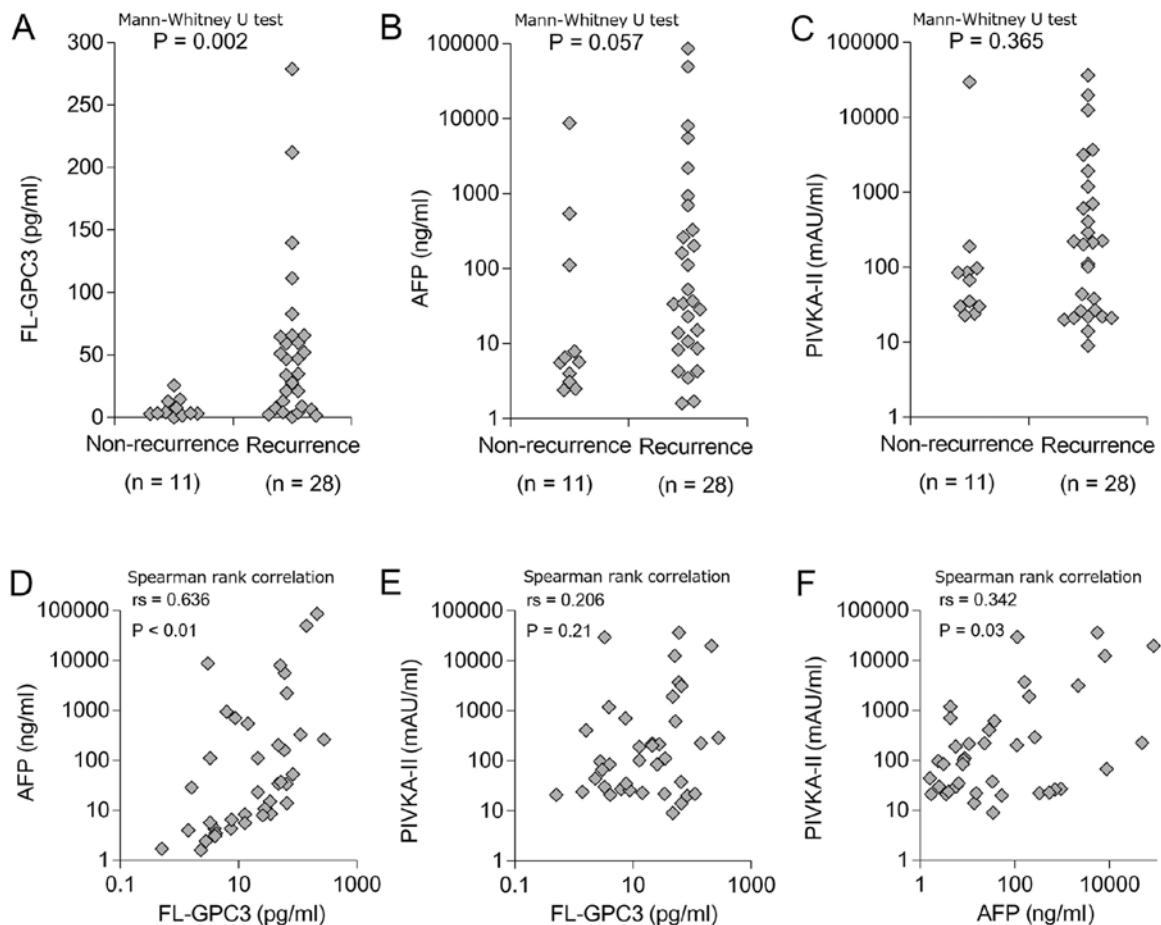 A
Mann-Whitney U test
P = 0.002
FL-GPC3 (pg/ml)
300
250
200
150
100
50
0
Non-recurrence
Recurrence
(n = 11)
(n = 28)
B
Mann-Whitney U test
P = 0.057
AFP (ng/ml)
100000
10000
1000
100
10
1
Non-recurrence
Recurrence
(n = 11)
(n = 28)
C
Mann-Whitney U test
P = 0.365
PIVKA-II (mAU/ml)
100000
10000
1000
100
10
1
Non-recurrence
Recurrence
(n = 11)
(n = 28)
D
Spearman rank correlation
rs = 0.636
P < 0.01
AFP (ng/ml)
100000
10000
1000
100
10
1
0.1
10
1000
FL-GPC3 (pg/ml)
E
Spearman rank correlation
rs = 0.206
P = 0.21
PIVKA-II (mAU/ml)
100000
10000
1000
100
10
1
0.1
10
1000
FL-GPC3 (pg/ml)
F
Spearman rank correlation
rs = 0.342
P = 0.03
PIVKA-II (mAU/ml)
100000
10000
1000
100
10
1
1
100
10000
AFP (ng/ml)